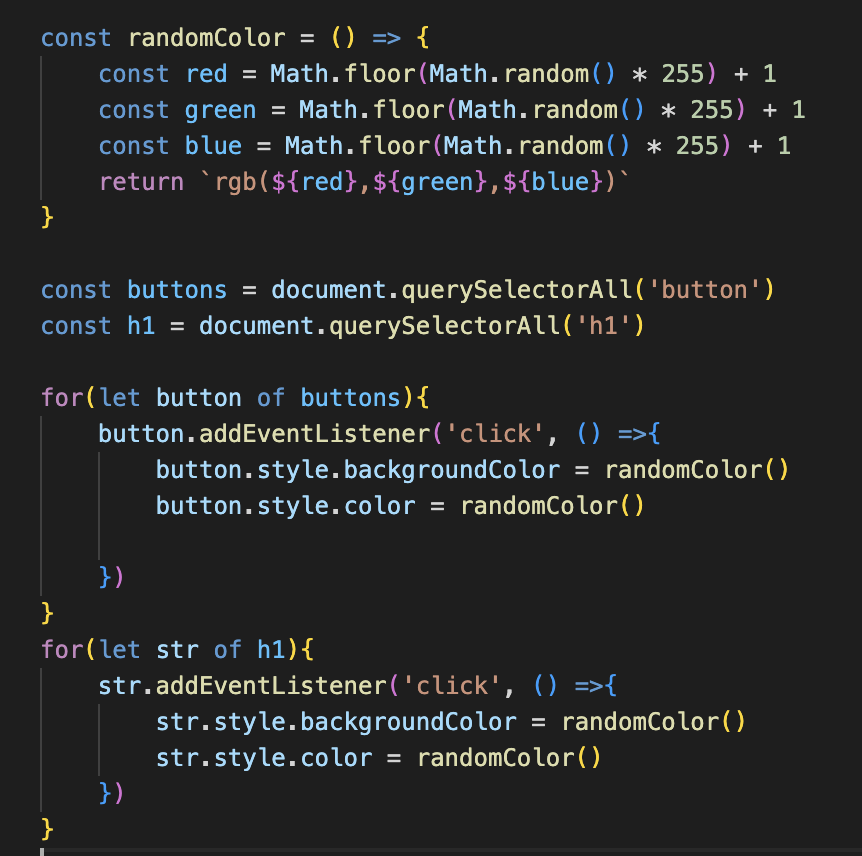 const randomColor = () => {
    const red = Math.floor(Math.random() * 255) + 1
    const green = Math.floor(Math.random() * 255) + 1
    const blue = Math.floor(Math.random() * 255) + 1
    return `rgb(${red},${green},${blue})`
}

const buttons = document.querySelectorAll('button')
const h1 = document.querySelectorAll('h1')

for(let button of buttons){
    button.addEventListener('click', () =>{
        button.style.backgroundColor = randomColor()
        button.style.color = randomColor()

    })
}
for(let str of h1){
    str.addEventListener('click', () =>{
        str.style.backgroundColor = randomColor()
        str.style.color = randomColor()
    })
}